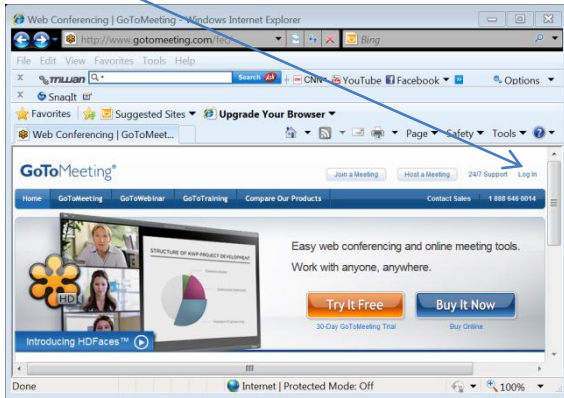 Web Conferencing | GoToMeeting - Windows Internet Explorer
http://www.gotomeeting.com/fec/ Bing
File Edit View Favorites Tools Help
Search CNN YouTube Facebook Options
SnagIt
Favorites Suggested Sites Upgrade Your Browser
Web Conferencing | GoToMeet... Page Safety Tools
GoToMeeting® Join a Meeting Host a Meeting 24/7 Support Log In
Home GoToMeeting GoToWebinar GoToTraining Compare Our Products Contact Sales 1 888 646 0014
STRUCTURE OF KWF PROJECT DEVELOPMENT
Easy web conferencing and online meeting tools.
Work with anyone, anywhere.
HD
Try It Free Buy It Now
30-Day GoToMeeting Trial Buy Online
Introducing HDFaces™
Done Internet | Protected Mode: Off 100%